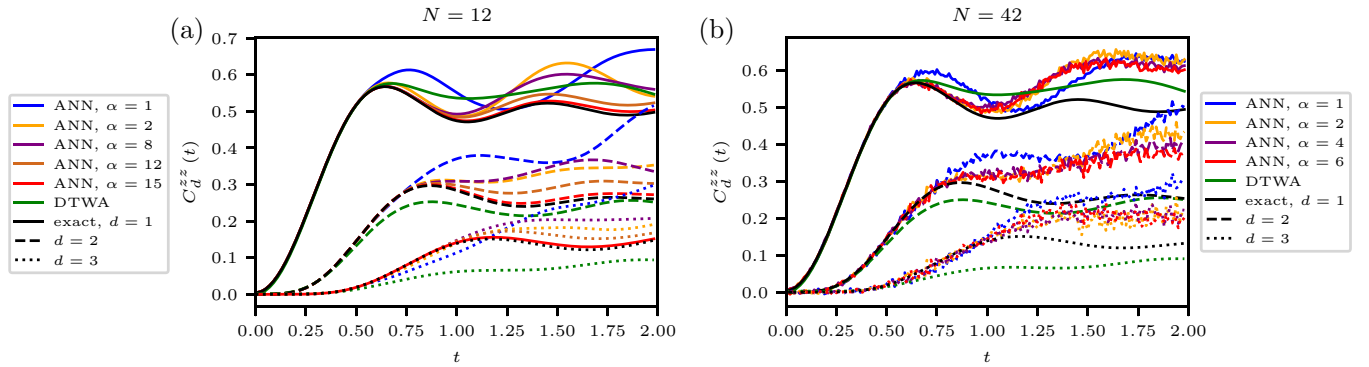 N = 12
(a)
0.7
0.6
0.5
0.4
0.3
0.2
0.1
0.0
C_d^{zz}(t)
0.00 0.25 0.50 0.75 1.00 1.25 1.50 1.75 2.00
t
ANN, α = 1
ANN, α = 2
ANN, α = 8
ANN, α = 12
ANN, α = 15
DTWA
exact, d = 1
d = 2
d = 3
N = 42
(b)
0.6
0.5
0.4
0.3
0.2
0.1
0.0
C_d^{zz}(t)
0.00 0.25 0.50 0.75 1.00 1.25 1.50 1.75 2.00
t
ANN, α = 1
ANN, α = 2
ANN, α = 4
ANN, α = 6
DTWA
exact, d = 1
d = 2
d = 3